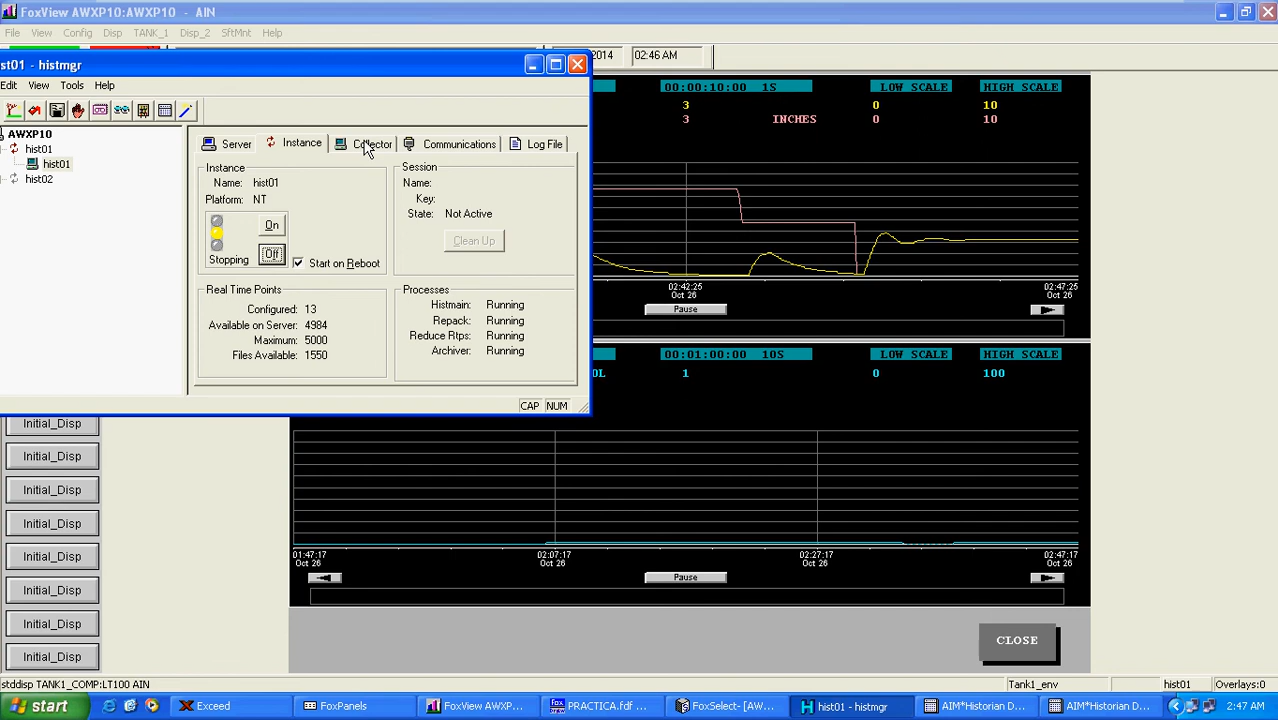 FoxView AWXP10:AWXP10 - AIN
File View Config Disp TANK_1 Disp_2 SftMnt Help
2014 02:46 AM
st01 - histmgr
Edit View Tools Help
AWXP10
hist01
hist01
hist02
Server Instance Collector Communications Log File
Instance
Name: hist01
Platform: NT
On
Off
Stopping
Start on Reboot
Session
Name:
Key:
State: Not Active
Clean Up
Real Time Points
Configured: 13
Available on Server: 4984
Maximum: 5000
Files Available: 1550
Processes
Histmain: Running
Repack: Running
Reduce Rtps: Running
Archiver: Running
CAP NUM
00:00:10:00 1S LOW SCALE HIGH SCALE
3 0 10
3 INCHES 0 10
02:42:25 02:47:25
Oct 26 Oct 26
Pause
00:01:00:00 10S LOW SCALE HIGH SCALE
OL 1 0 100
01:47:17 02:07:17 02:27:17 02:47:17
Oct 26 Oct 26 Oct 26 Oct 26
Pause
CLOSE
Initial_Disp
Initial_Disp
Initial_Disp
Initial_Disp
Initial_Disp
Initial_Disp
Initial_Disp
Initial_Disp
stddisp TANK1_COMP:LT100 AIN Tank1_env hist01 Overlays:0
start Exceed FoxPanels FoxView AWXP10:AW... PRACTICA.fdf ... FoxSelect- [AW... hist01 - histmgr AIM*Historian D... AIM*Historian D... 2:47 AM